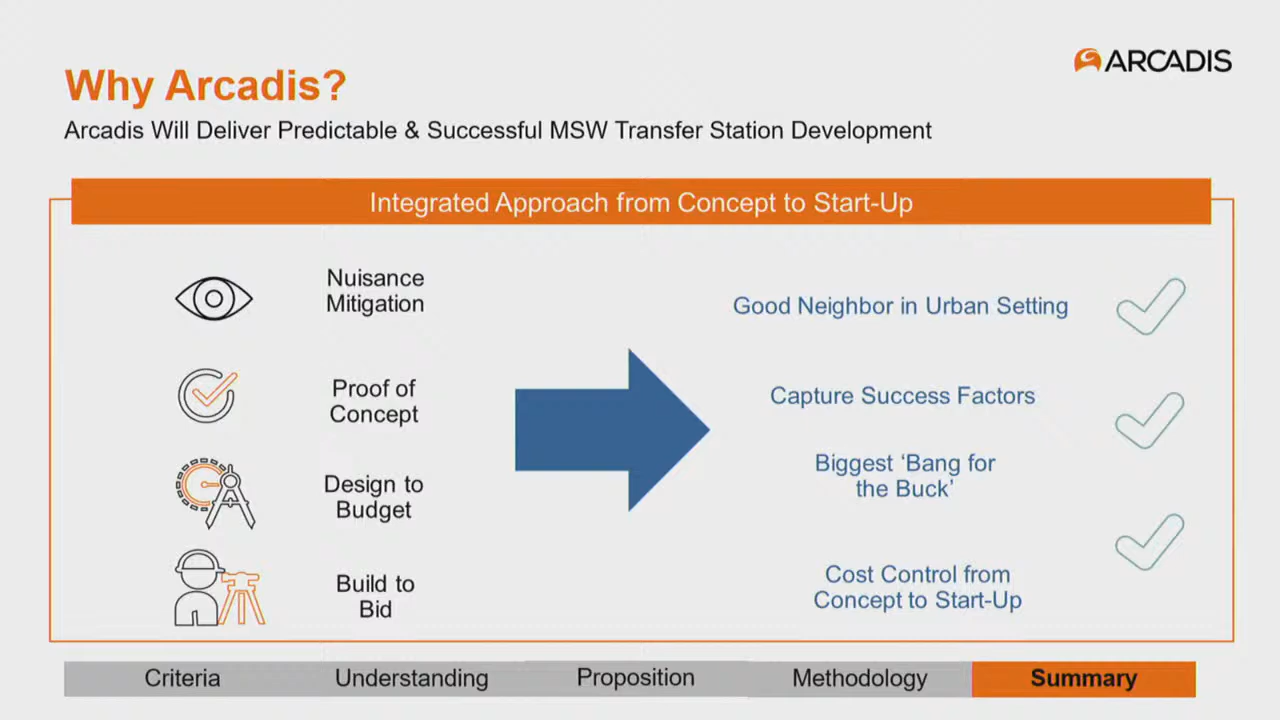 ARCADIS
Why Arcadis?
Arcadis Will Deliver Predictable & Successful MSW Transfer Station Development
Integrated Approach from Concept to Start-Up
Nuisance
Mitigation
Good Neighbor in Urban Setting
Proof of
Concept
Capture Success Factors
Design to
Budget
Biggest ‘Bang for
the Buck’
Build to
Bid
Cost Control from
Concept to Start-Up
Criteria
Understanding
Proposition
Methodology
Summary